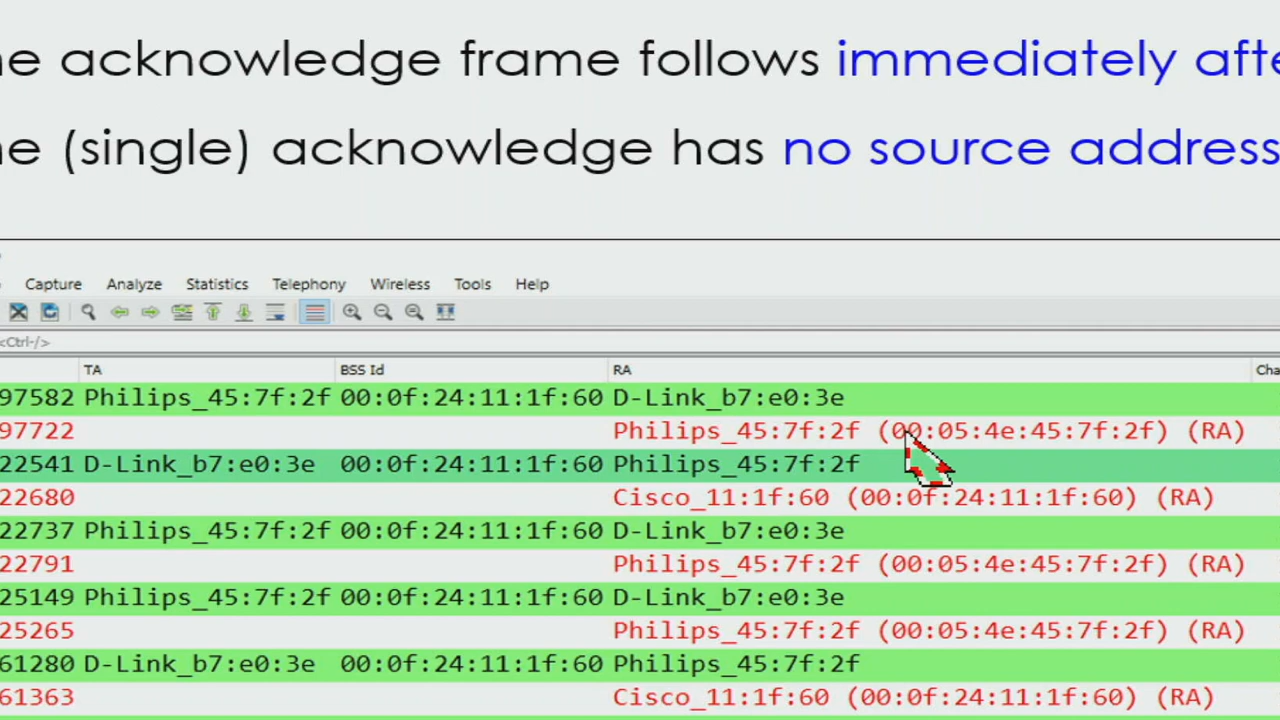 ne acknowledge frame follows immediately afte
ne (single) acknowledge has no source address
Capture Analyze Statistics Telephony Wireless Tools Help
<Ctrl-/>
TA BSS Id RA Cha
97582 Philips_45:7f:2f 00:0f:24:11:1f:60 D-Link_b7:e0:3e
97722 Philips_45:7f:2f (00:05:4e:45:7f:2f) (RA)
22541 D-Link_b7:e0:3e 00:0f:24:11:1f:60 Philips_45:7f:2f
22680 Cisco_11:1f:60 (00:0f:24:11:1f:60) (RA)
22737 Philips_45:7f:2f 00:0f:24:11:1f:60 D-Link_b7:e0:3e
22791 Philips_45:7f:2f (00:05:4e:45:7f:2f) (RA)
25149 Philips_45:7f:2f 00:0f:24:11:1f:60 D-Link_b7:e0:3e
25265 Philips_45:7f:2f (00:05:4e:45:7f:2f) (RA)
61280 D-Link_b7:e0:3e 00:0f:24:11:1f:60 Philips_45:7f:2f
61363 Cisco_11:1f:60 (00:0f:24:11:1f:60) (RA)